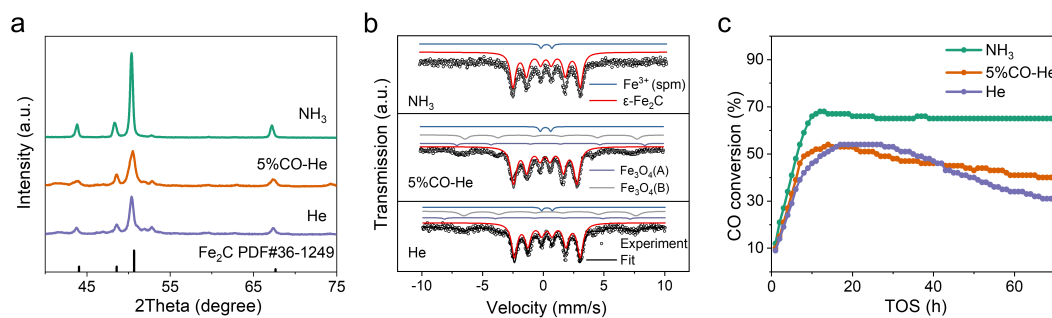 a
Intensity (a.u.)
NH₃
5%CO-He
He
Fe₂C PDF#36-1249
45 55 65 75
2Theta (degree)
b
Transmission (a.u.)
Fe³⁺ (spm)
ε-Fe₂C
NH₃
Fe₃O₄(A)
Fe₃O₄(B)
5%CO-He
Experiment
Fit
He
-10 -5 0 5 10
Velocity (mm/s)
c
CO conversion (%)
90
70
50
30
10
NH₃
5%CO-He
He
0 20 40 60
TOS (h)